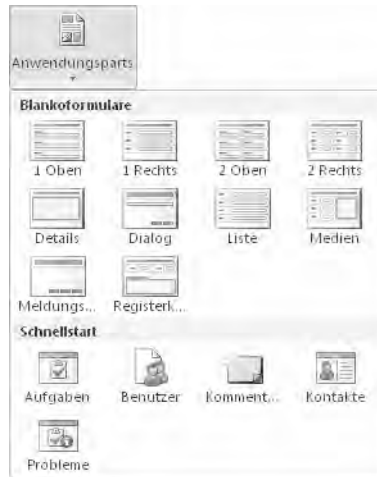 Anwendungsparts
Blankoformulare
1 Oben 1 Rechts 2 Oben 2 Rechts
Details Dialog Liste Medien
Meldungs... Registerk...
Schnellstart
Aufgaben Benutzer Komment... Kontakte
Probleme